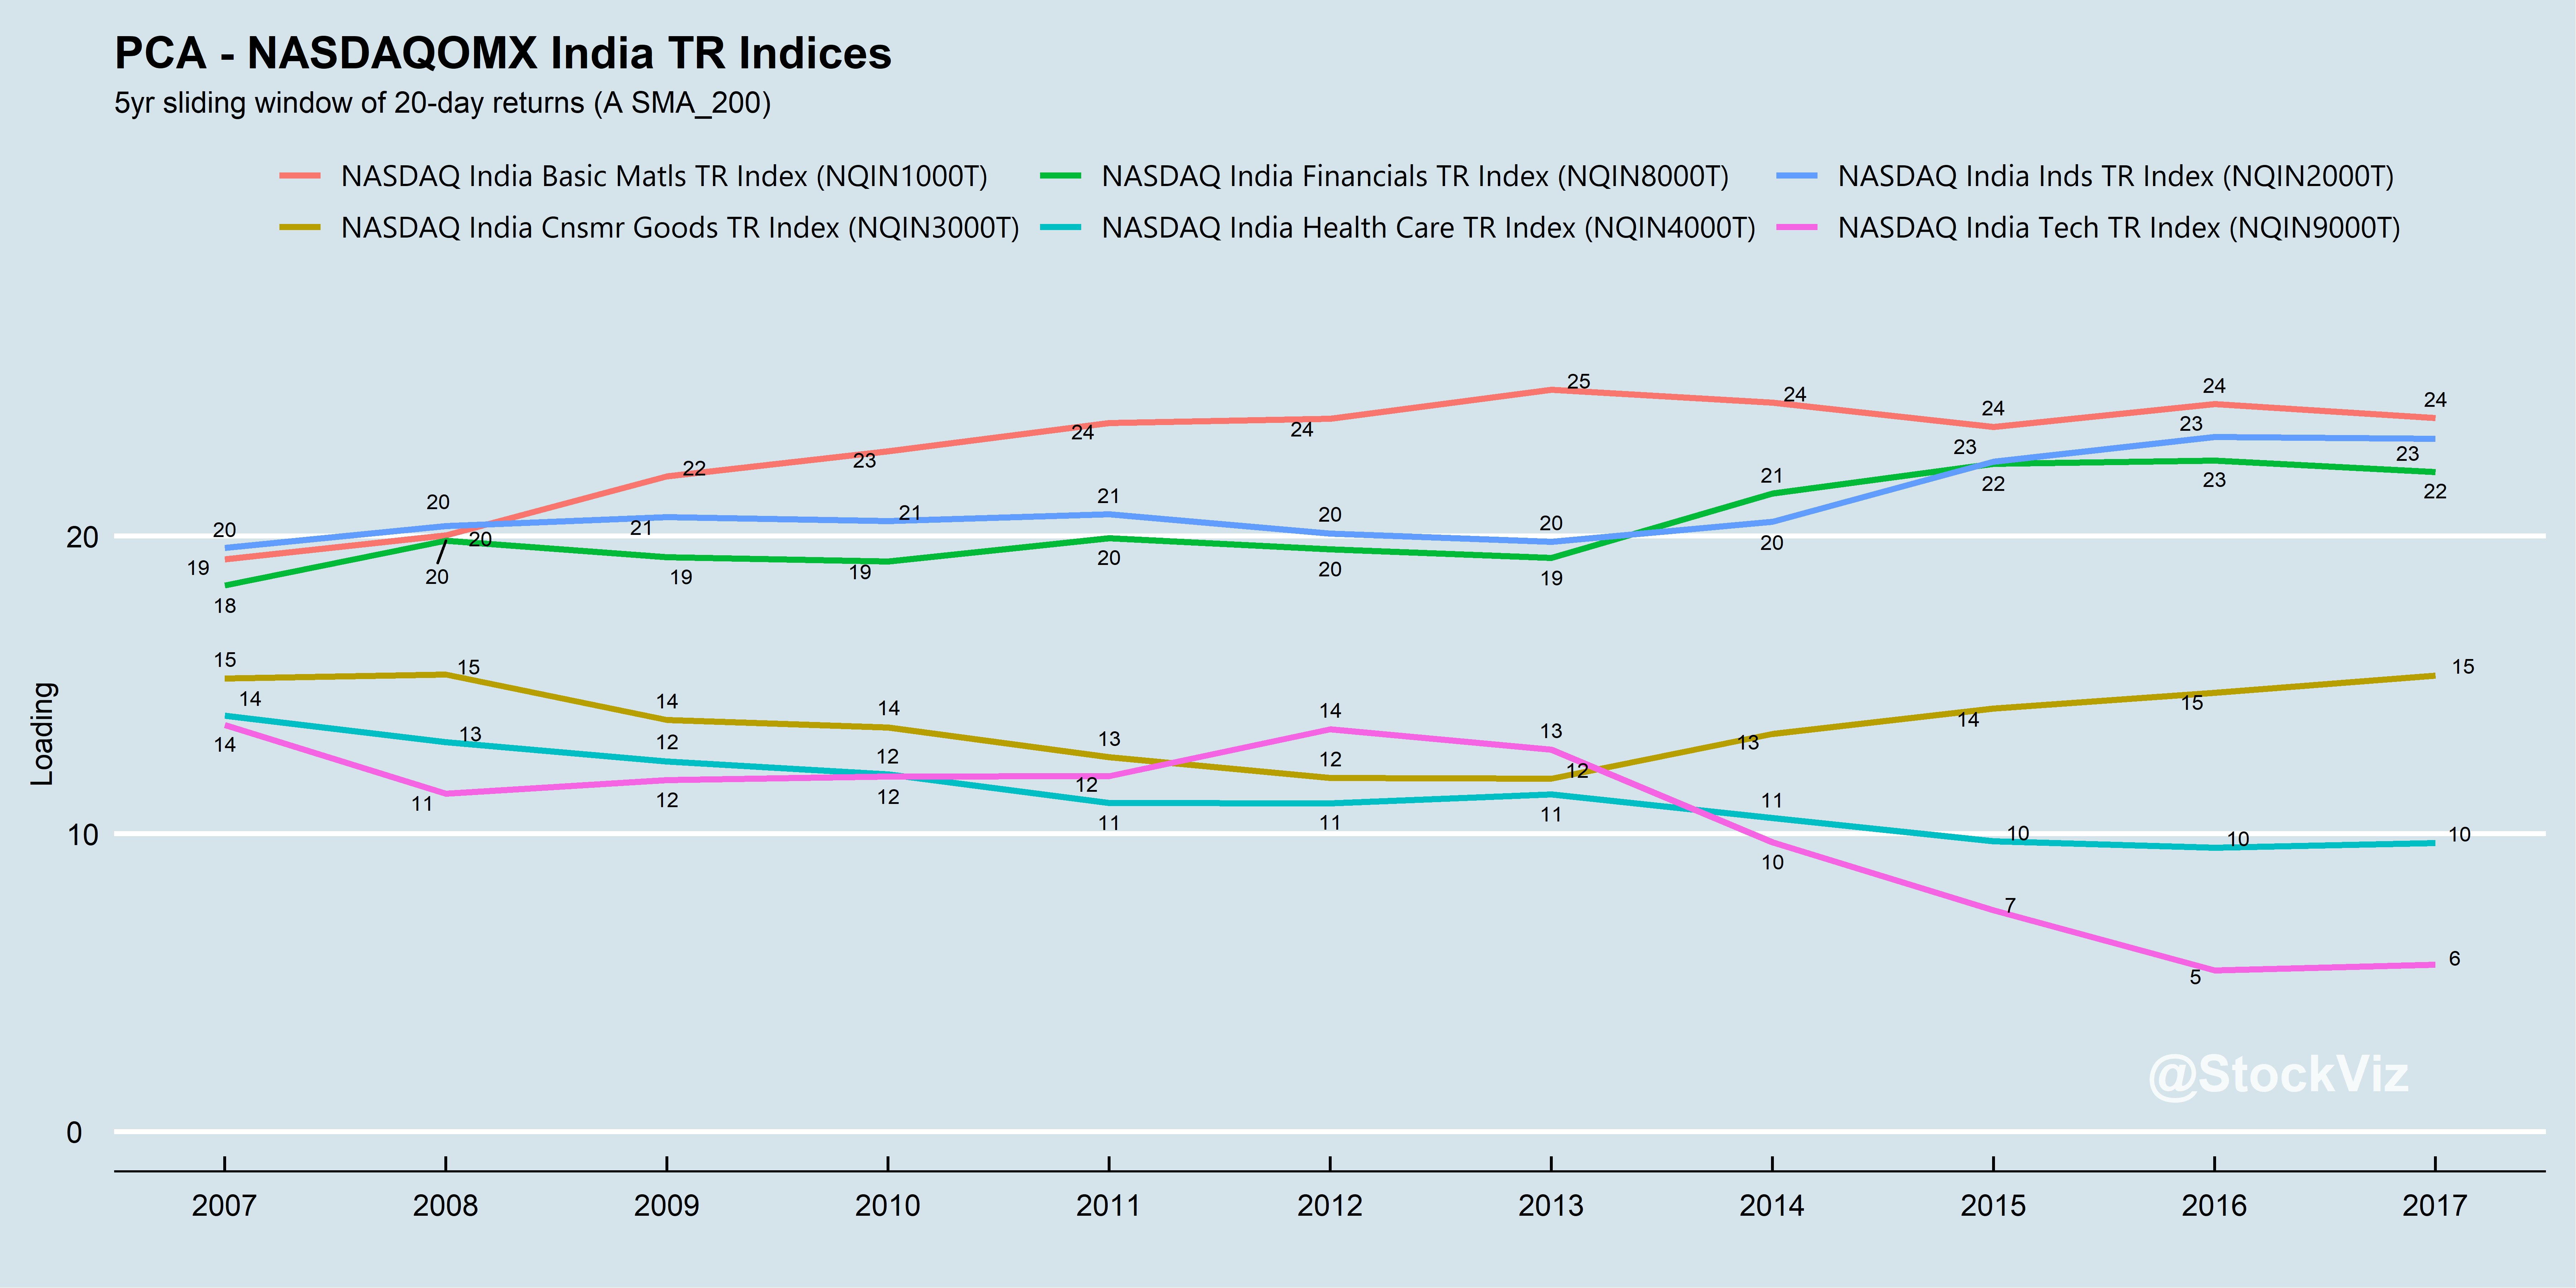 PCA - NASDAQOMX India TR Indices
5yr sliding window of 20-day returns (A SMA_200)
NASDAQ India Basic Matls TR Index (NQIN1000T) NASDAQ India Financials TR Index (NQIN8000T) NASDAQ India Inds TR Index (NQIN2000T)
NASDAQ India Cnsmr Goods TR Index (NQIN3000T) NASDAQ India Health Care TR Index (NQIN4000T) NASDAQ India Tech TR Index (NQIN9000T)
19 20 22 23 24 24 25 24 24 24 24
20 20 21 21 21 20 20 20 23 23 23
18 20 19 19 20 20 19 21 22 23 22
15 15 14 14 13 12 12 13 14 15 15
14 13 12 12 11 11 11 11 10 10 10
14 11 12 12 12 14 13 10 7 5 6
20
10
0
Loading
@StockViz
2007 2008 2009 2010 2011 2012 2013 2014 2015 2016 2017